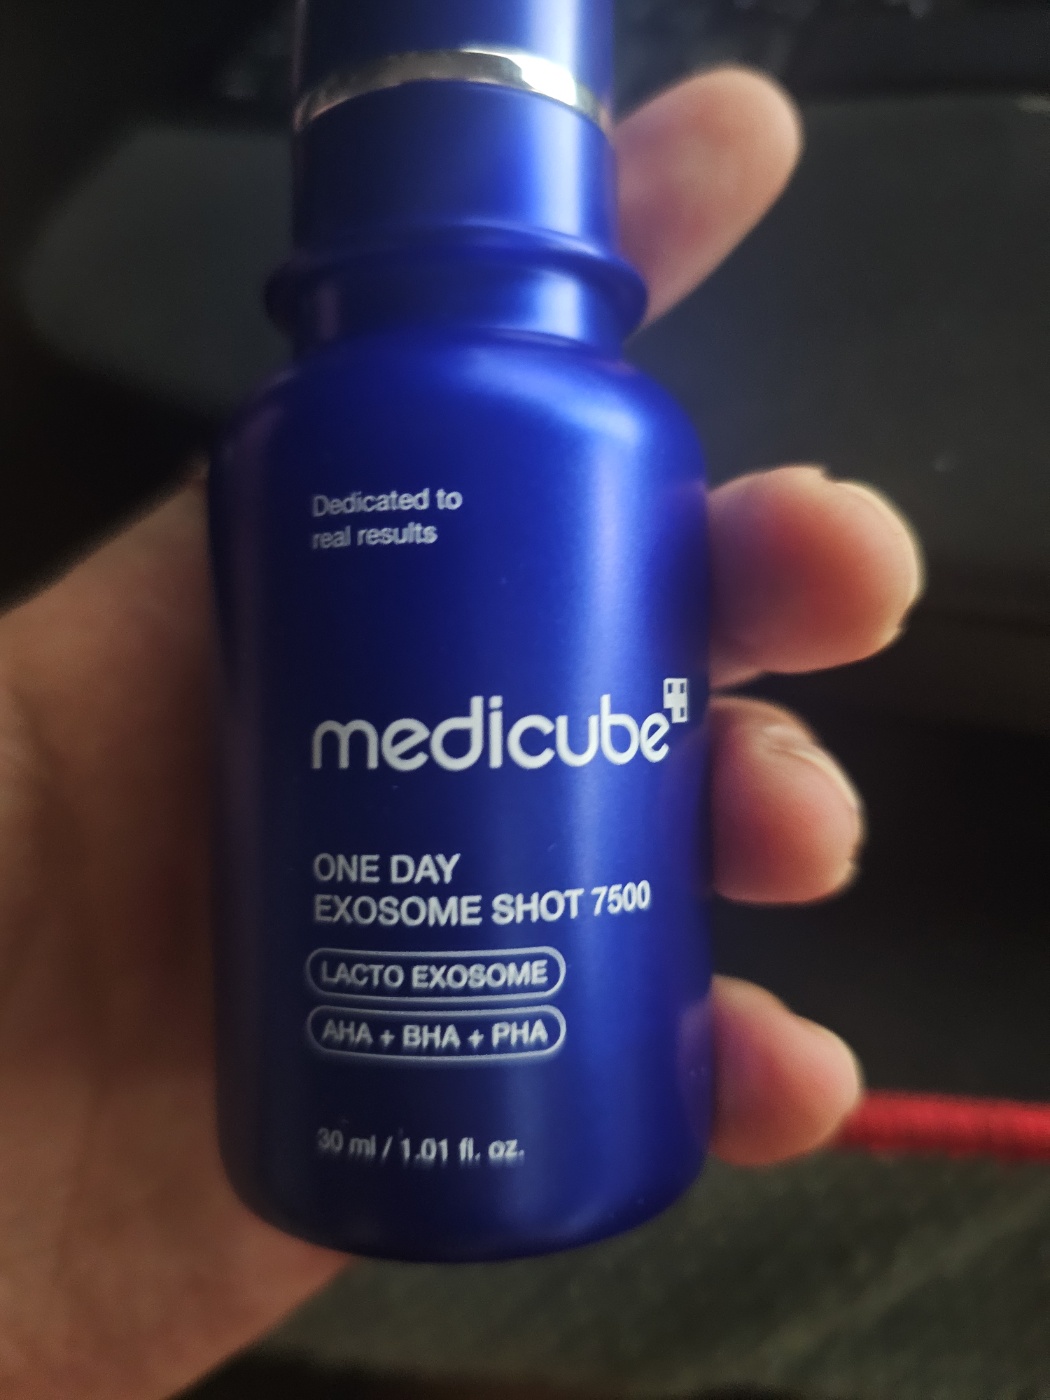 Dedicated to
real results
medicube
ONE DAY
EXOSOME SHOT 7500
LACTO EXOSOME
AHA + BHA + PHA
30 ml / 1.01 fl. oz.